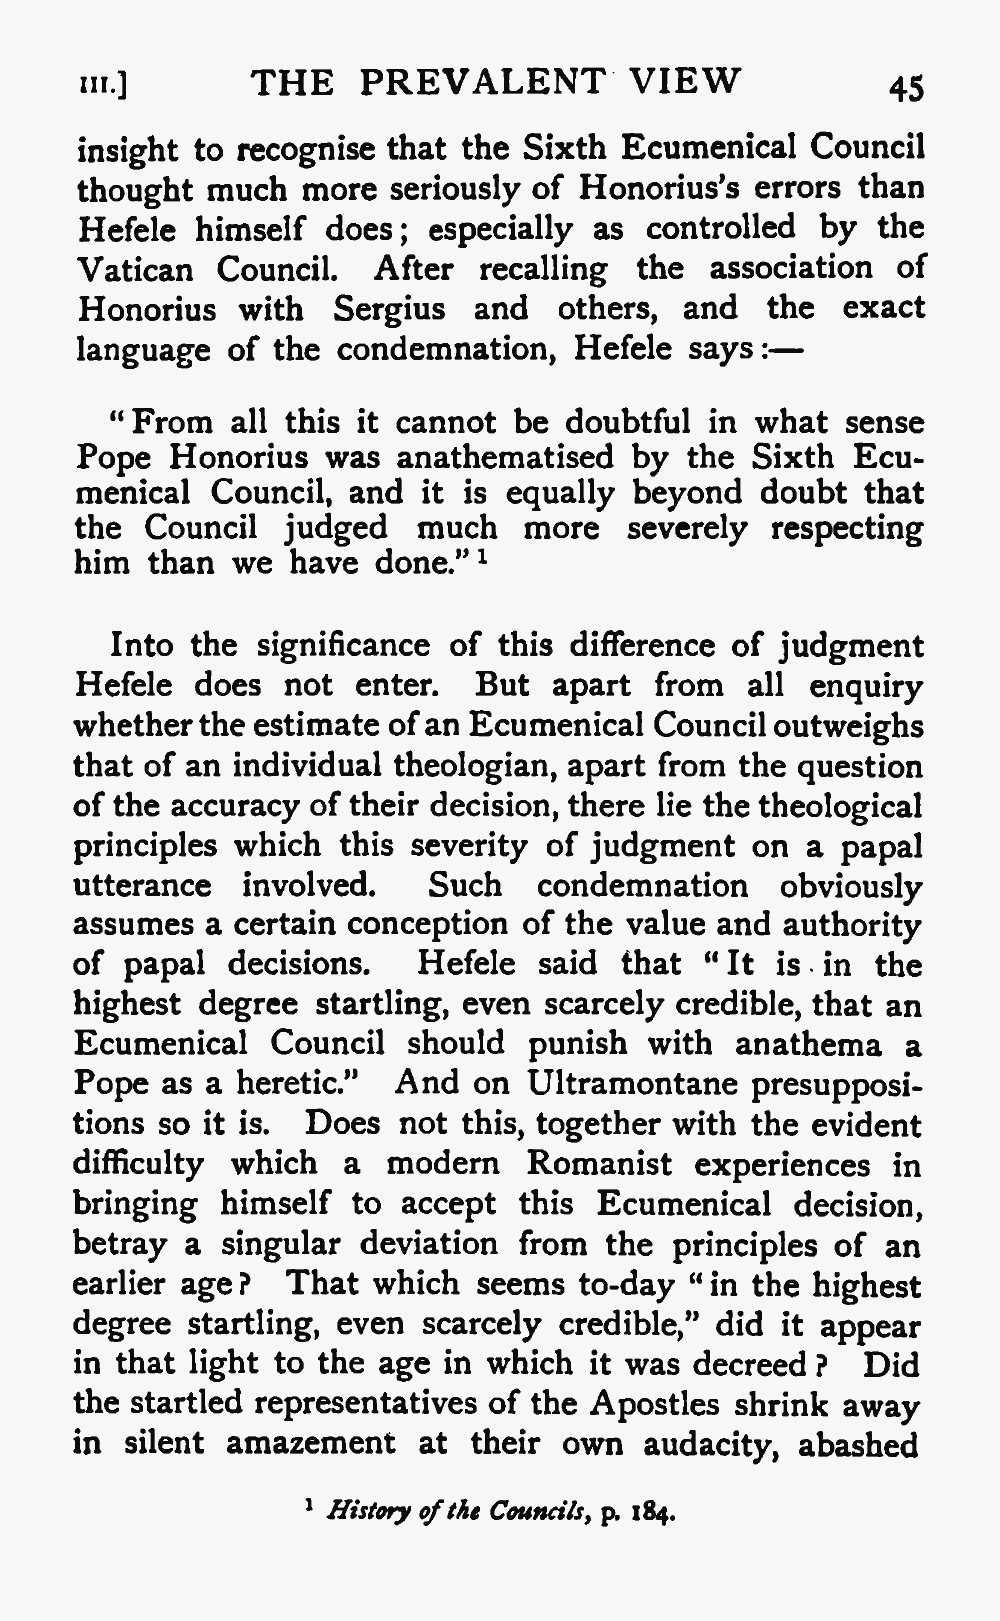 III.] THE PREVALENT VIEW 45
insight to recognise that the Sixth Ecumenical Council
thought much more seriously of Honorius's errors than
Hefele himself does; especially as controlled by the
Vatican Council. After recalling the association of
Honorius with Sergius and others, and the exact
language of the condemnation, Hefele says:—
"From all this it cannot be doubtful in what sense
Pope Honorius was anathematised by the Sixth Ecu-
menical Council, and it is equally beyond doubt that
the Council judged much more severely respecting
him than we have done." ¹
Into the significance of this difference of judgment
Hefele does not enter. But apart from all enquiry
whether the estimate of an Ecumenical Council outweighs
that of an individual theologian, apart from the question
of the accuracy of their decision, there lie the theological
principles which this severity of judgment on a papal
utterance involved. Such condemnation obviously
assumes a certain conception of the value and authority
of papal decisions. Hefele said that "It is in the
highest degree startling, even scarcely credible, that an
Ecumenical Council should punish with anathema a
Pope as a heretic." And on Ultramontane presupposi-
tions so it is. Does not this, together with the evident
difficulty which a modern Romanist experiences in
bringing himself to accept this Ecumenical decision,
betray a singular deviation from the principles of an
earlier age? That which seems to-day "in the highest
degree startling, even scarcely credible," did it appear
in that light to the age in which it was decreed? Did
the startled representatives of the Apostles shrink away
in silent amazement at their own audacity, abashed
¹ History of the Councils, p. 184.